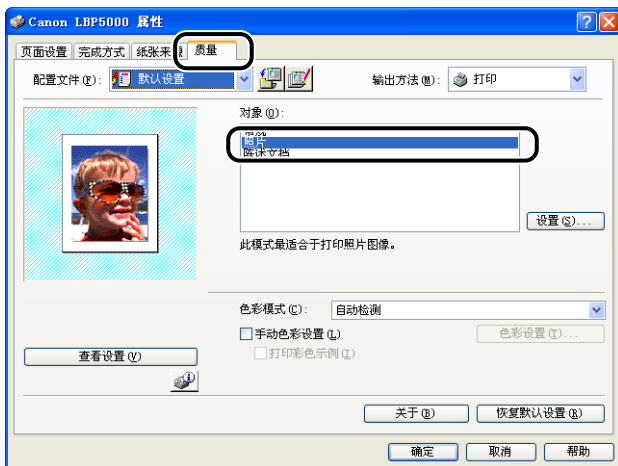 Canon LBP5000 属性
页面设置 完成方式 纸张来 质量
配置文件(F): 默认设置 输出方法(M): 打印
对象(O):
照片
此模式最适合于打印照片图像。
设置(S)...
色彩模式(C): 自动检测
手动色彩设置(L) 色彩设置(T)...
打印彩色示例(I)
查看设置(V)
关于(B) 恢复默认设置(R)
确定 取消 帮助